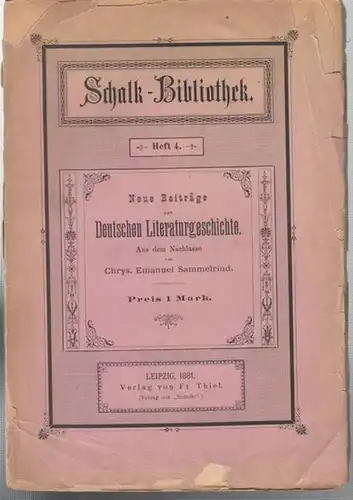 Schalk-Bibliothek.
Heft 4.
Neue Beiträge
zur
Deutschen Literaturgeschichte.
Aus dem Nachlasse
von
Chrys. Emanuel Sammelrind.
Preis 1 Mark.
LEIPZIG, 1881.
Verlag von Fr. Thiel.
(Verlag des „Schalk“.)